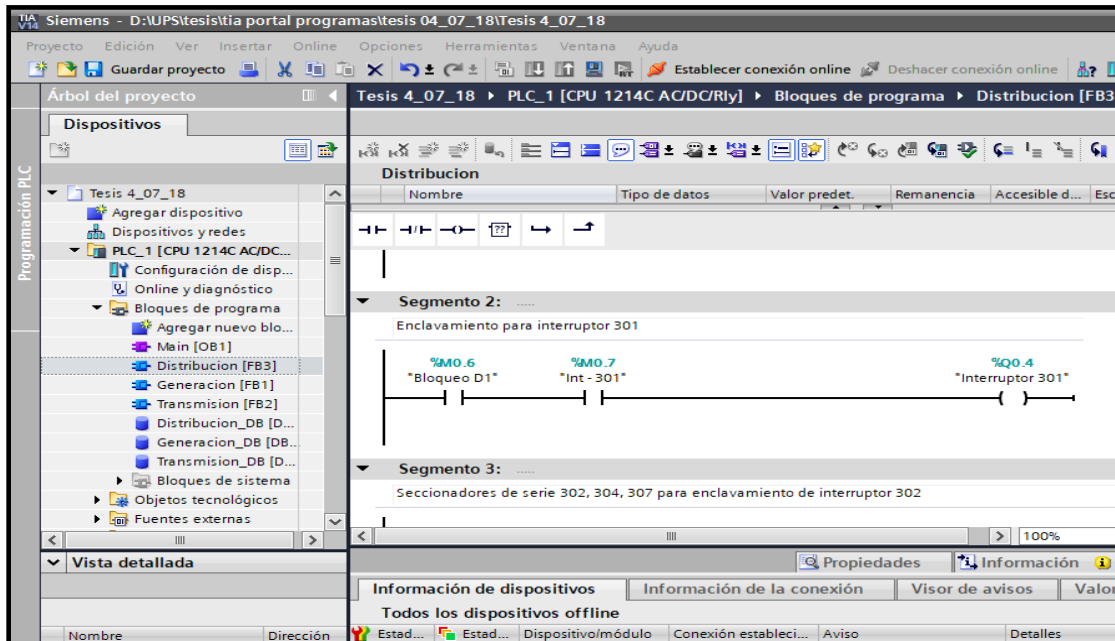 TIA V14 Siemens - D:\UPS\tesis\tia portal programas\tesis 04_07_18\Tesis 4_07_18
Proyecto Edición Ver Insertar Online Opciones Herramientas Ventana Ayuda
Guardar proyecto Establecer conexión online Deshacer conexión online
Árbol del proyecto
Tesis 4_07_18 PLC_1 [CPU 1214C AC/DC/Rly] Bloques de programa Distribucion [FB3
Dispositivos
Programación PLC
Tesis 4_07_18
Agregar dispositivo
Dispositivos y redes
PLC_1 [CPU 1214C AC/DC...
Configuración de disp...
Online y diagnóstico
Bloques de programa
Agregar nuevo blo...
Main [OB1]
Distribucion [FB3]
Generacion [FB1]
Transmision [FB2]
Distribucion_DB [D...
Generacion_DB [DB...
Transmision_DB [D...
Bloques de sistema
Objetos tecnológicos
Fuentes externas
Vista detallada
Nombre Dirección
Distribucion
Nombre Tipo de datos Valor predet. Remanencia Accesible d... Esc
??
Segmento 2: .....
Enclavamiento para interruptor 301
%M0.6 %M0.7 %Q0.4
"Bloqueo D1" "Int - 301" "Interruptor 301"
Segmento 3: .....
Seccionadores de serie 302, 304, 307 para enclavamiento de interruptor 302
100%
Propiedades Información
Información de dispositivos Información de la conexión Visor de avisos Valor
Todos los dispositivos offline
Estad... Estad... Dispositivo/módulo Conexión estableci... Aviso Detalles